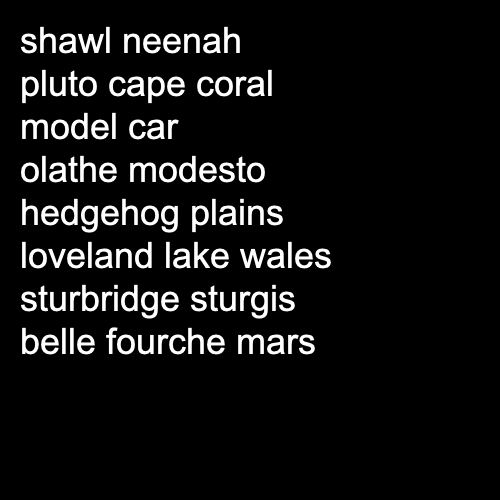 shawl neenah
pluto cape coral
model car
olathe modesto
hedgehog plains
loveland lake wales
sturbridge sturgis
belle fourche mars